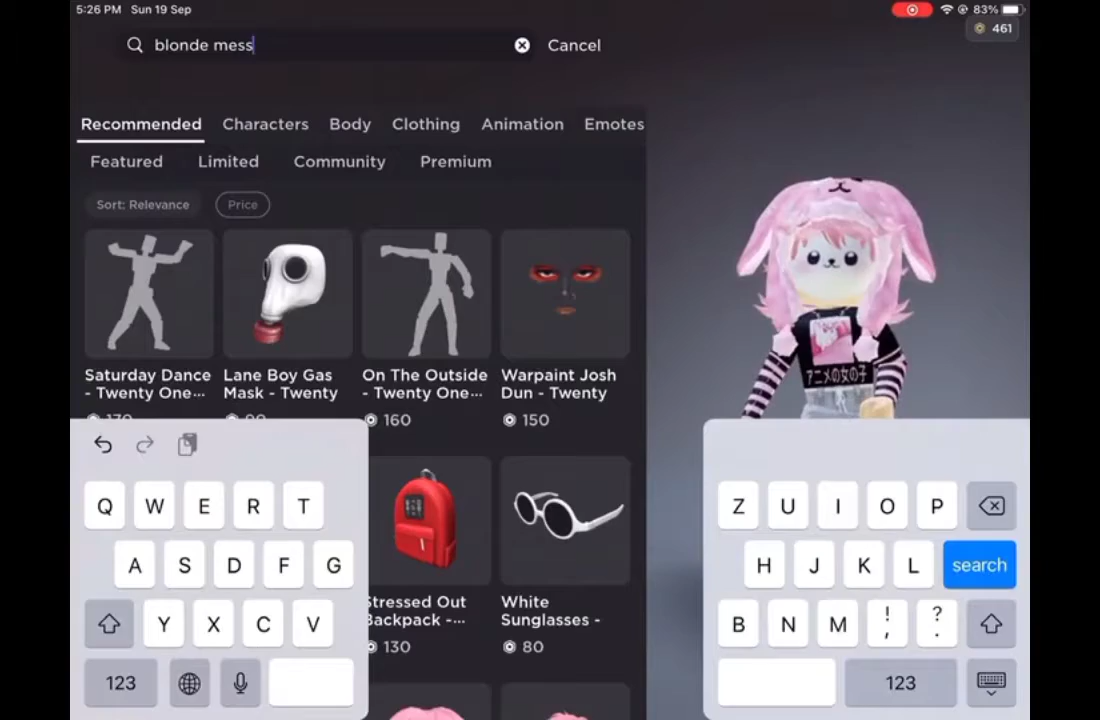 5:26 PM Sun 19 Sep
83%
461
blonde mess
Cancel
Recommended Characters Body Clothing Animation Emotes
Featured Limited Community Premium
Sort: Relevance Price
Saturday Dance
- Twenty One...
170
Lane Boy Gas
Mask - Twenty
90
On The Outside
- Twenty One...
160
Warpaint Josh
Dun - Twenty
150
アニメの女の子
Stressed Out
Backpack -...
130
White
Sunglasses -
80
Q W E R T
Z U I O P
A S D F G
H J K L search
Y X C V
B N M ! , ? .
123
123